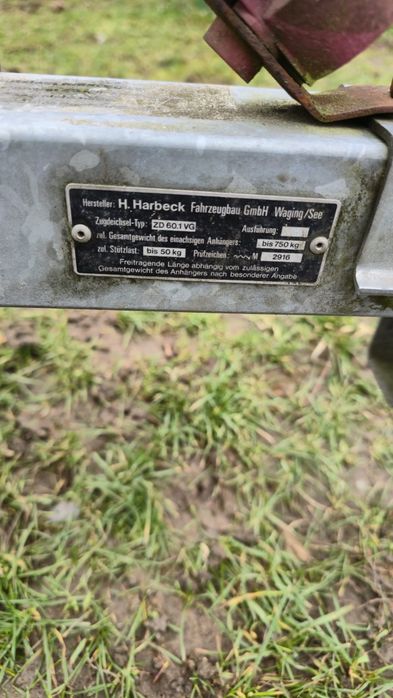 Hersteller: H. Harbeck Fahrzeugbau GmbH Waging/See
Zugdeichsel-Typ: ZD 60.1 VG Ausführung:
zul. Gesamtgewicht des einachsigen Anhängers: bis 750 kg
zul. Stützlast: bis 50 kg Prüfzeichen: M 2916
Freitragende Länge abhängig vom zulässigen
Gesamtgewicht des Anhängers nach besonderer Angabe